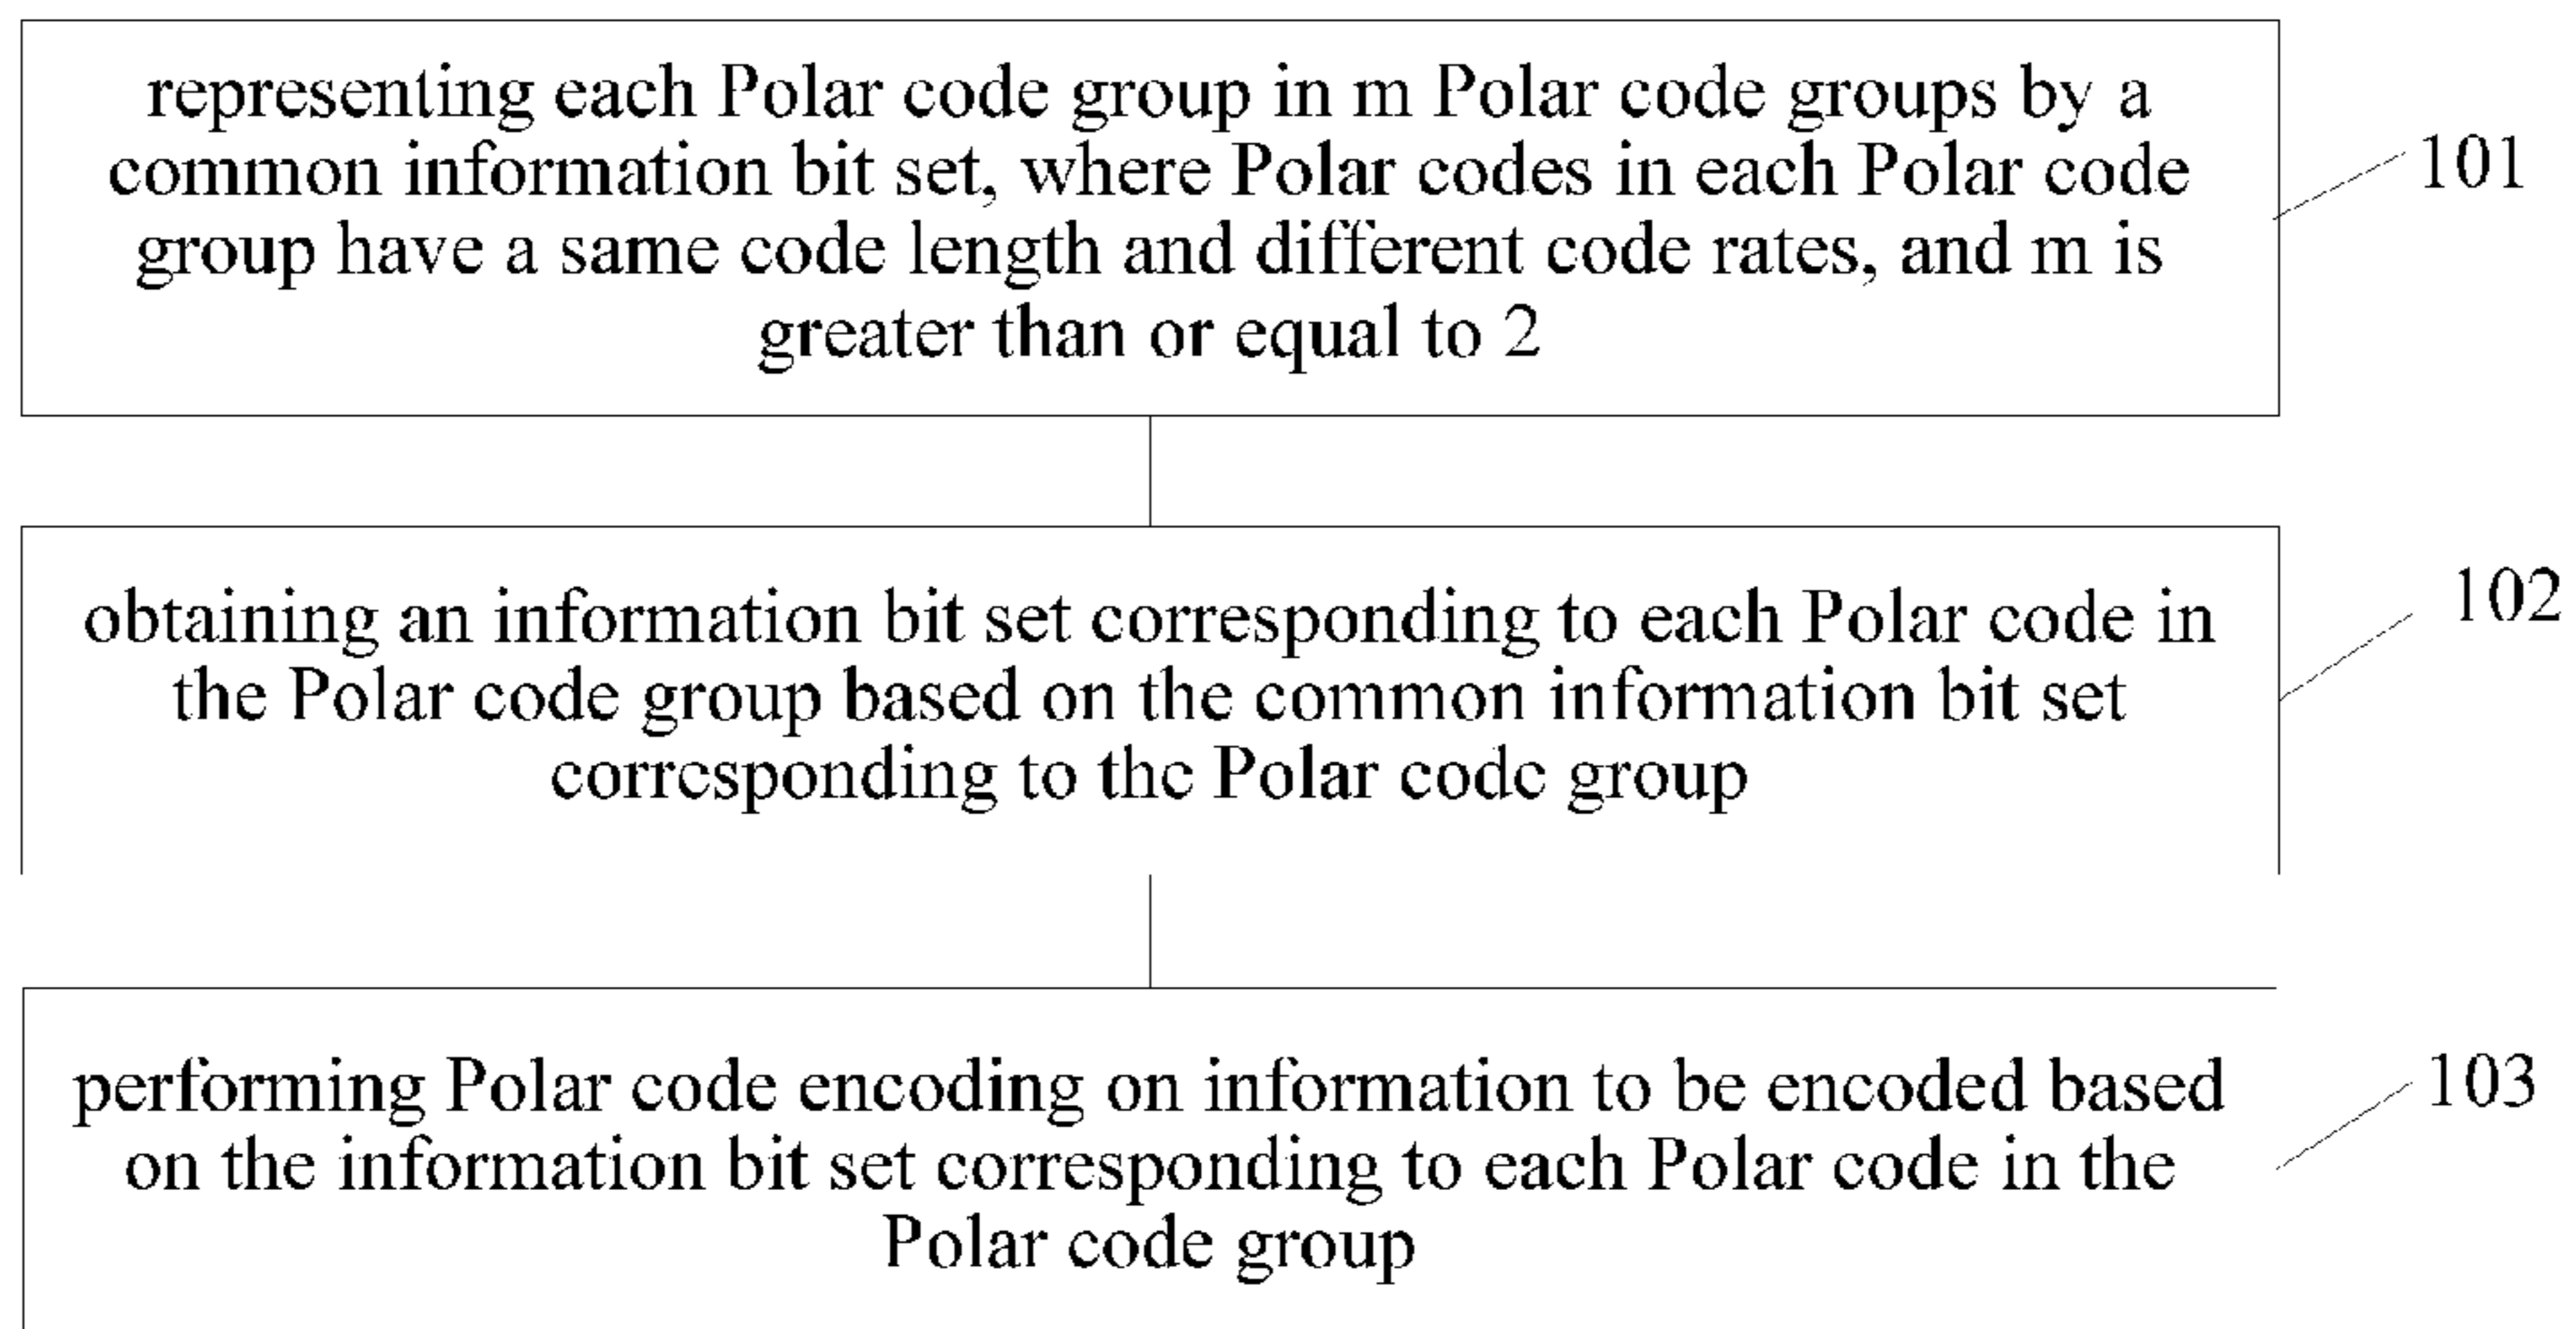 representing each Polar code group in m Polar code groups by a
common information bit set, where Polar codes in each Polar code
group have a same code length and different code rates, and m is
greater than or equal to 2
101
obtaining an information bit set corresponding to each Polar code in
the Polar code group based on the common information bit set
corresponding to the Polar code group
102
performing Polar code encoding on information to be encoded based
on the information bit set corresponding to each Polar code in the
Polar code group
103